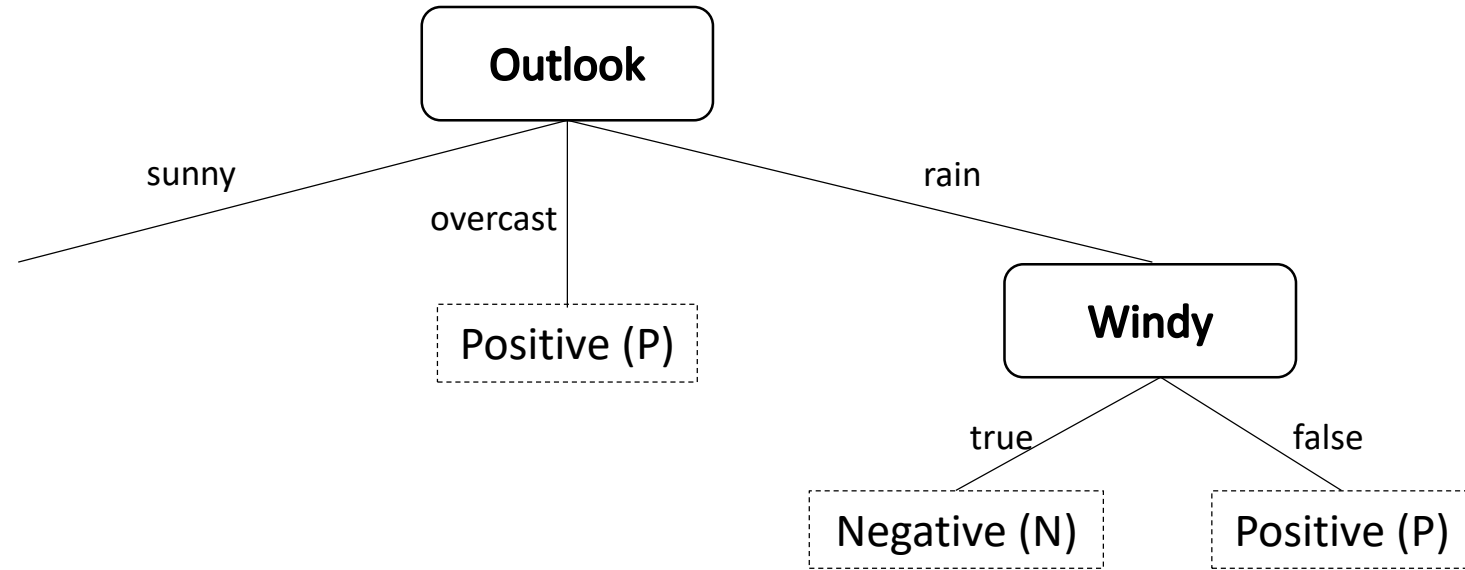 Outlook
sunny
rain
overcast
Positive (P)
Windy
true
false
Negative (N)
Positive (P)